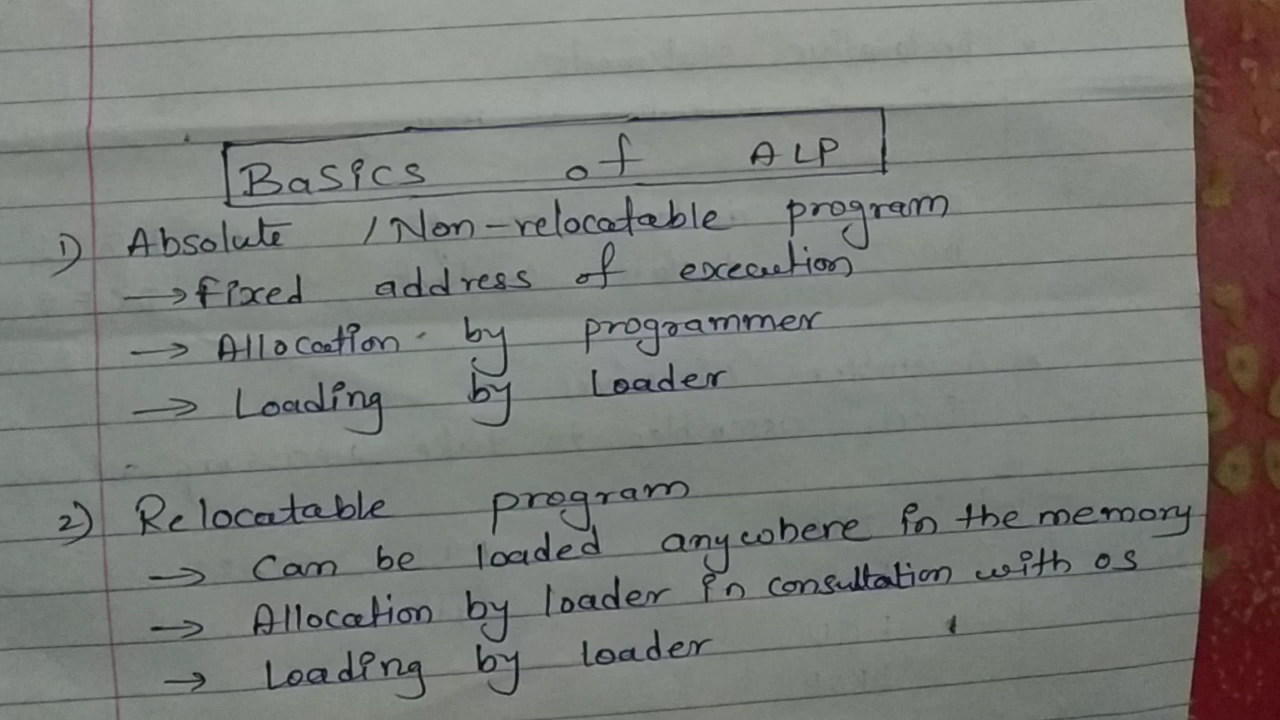 Basics of ALP
1) Absolute / Non-relocatable program
→ fixed address of execution
→ Allocation by programmer
→ Loading by Loader
2) Relocatable program
→ Can be loaded anywhere in the memory
→ Allocation by loader in consultation with os
→ Loading by loader